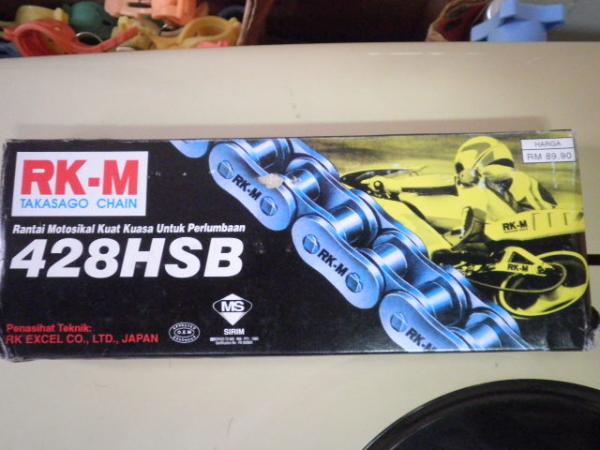 RK-M
TAKASAGO CHAIN
Rantai Motosikal Kuat Kuasa Untuk Perlumbaan
428HSB
Penasihat Teknik:
RK EXCEL CO., LTD., JAPAN
MS
SIRIM
HARGA
RM 89.90
RK-M
RK-M
RK-M
RK-M
RK-M